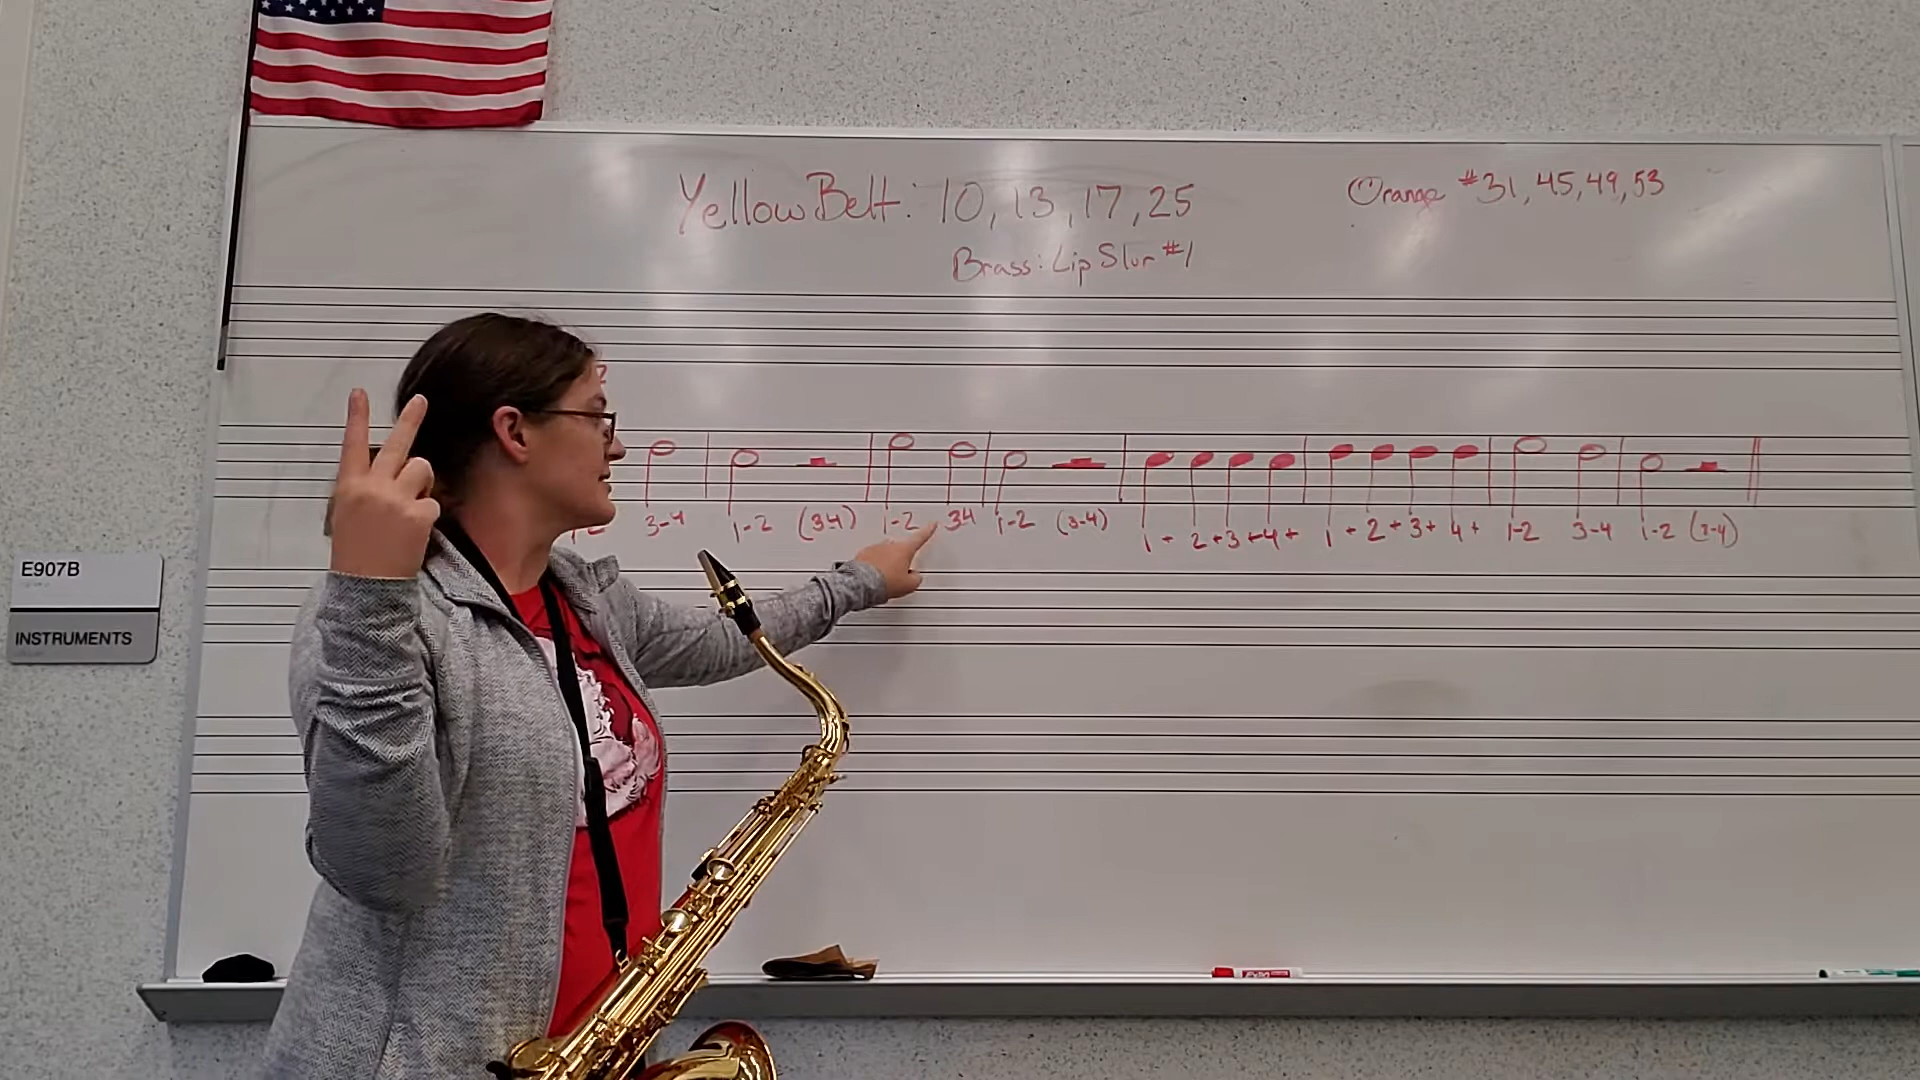 Yellow Belt: 10, 13, 17, 25
Orange #31, 45, 49, 53
Brass: Lip Slur #1
3-4 1-2 (34) 1-2 34 1-2 (3-4) 1 + 2 + 3 + 4 + 1 + 2 + 3 + 4 + 1-2 3-4 1-2 (3-4)
E907B
INSTRUMENTS
EXPO